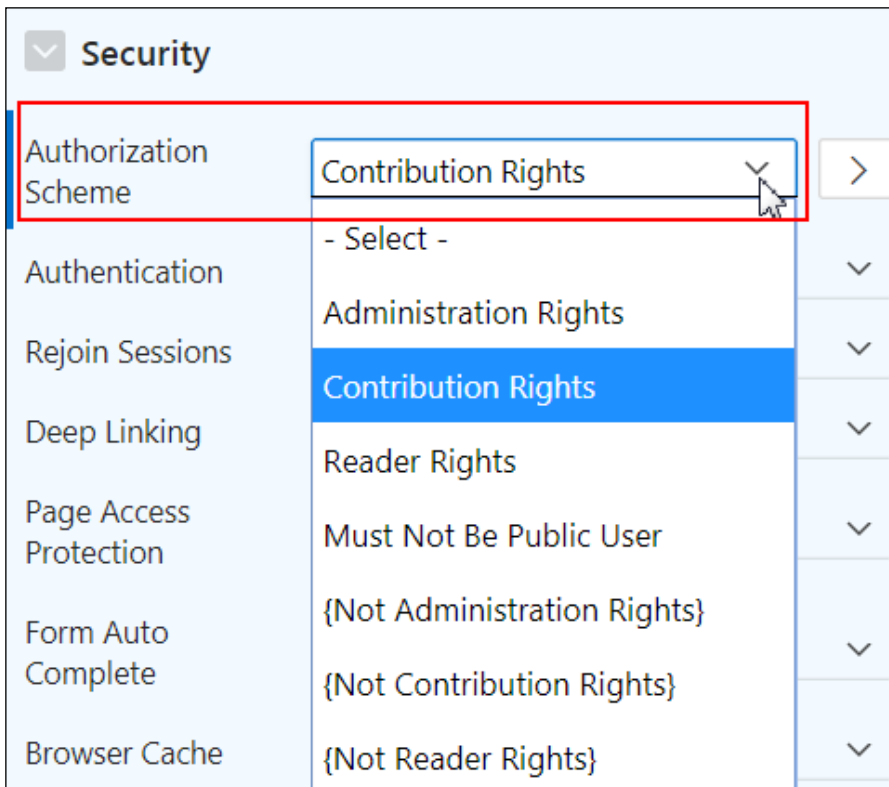 Security
Authorization
Scheme
Contribution Rights
- Select -
Administration Rights
Contribution Rights
Reader Rights
Must Not Be Public User
{Not Administration Rights}
{Not Contribution Rights}
{Not Reader Rights}
Authentication
Rejoin Sessions
Deep Linking
Page Access
Protection
Form Auto
Complete
Browser Cache